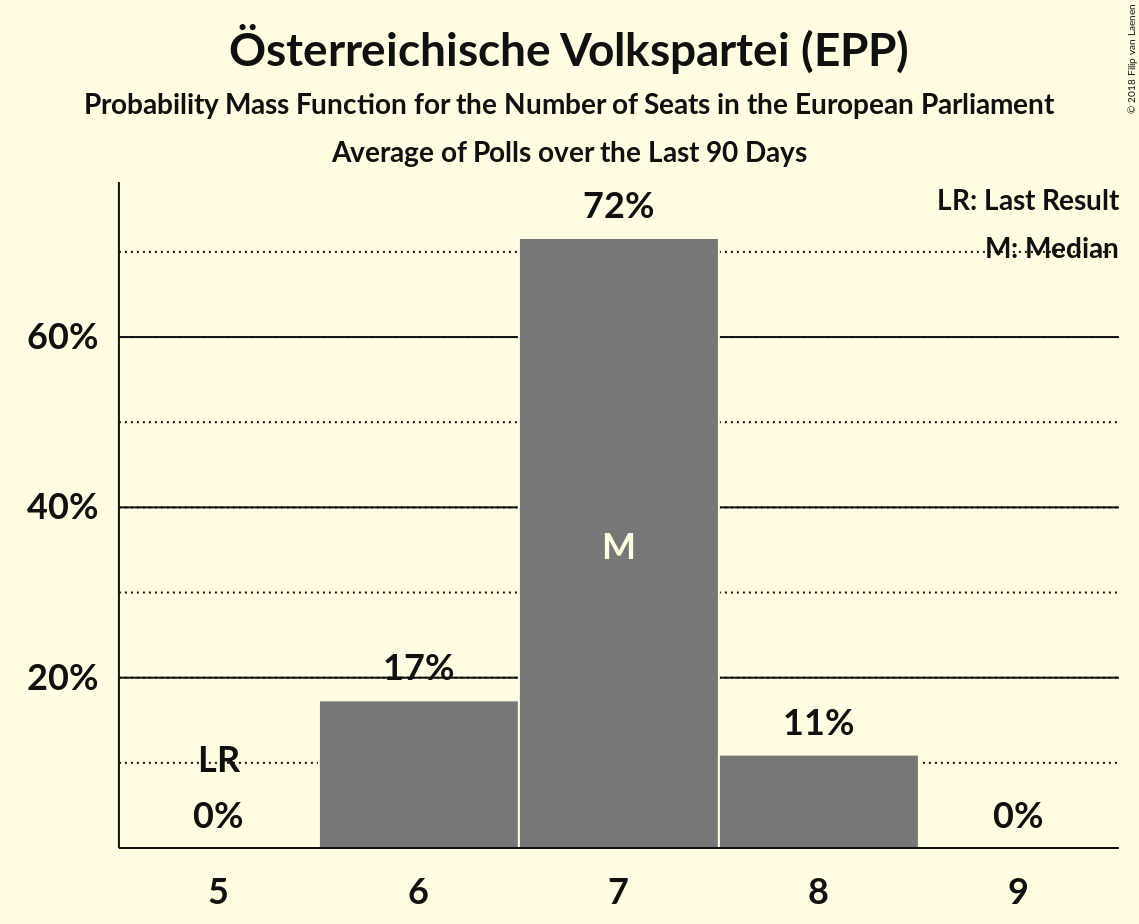 Österreichische Volkspartei (EPP)
Probability Mass Function for the Number of Seats in the European Parliament
Average of Polls over the Last 90 Days
© 2018 Filip van Laenen
LR: Last Result
M: Median
72%
60%
40%
M
20%
17%
11%
LR
0%
0%
5 6 7 8 9